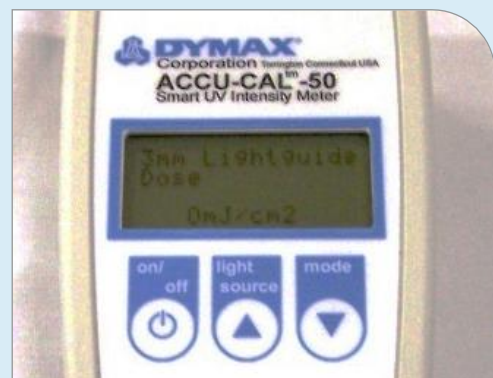 DYMAX
Corporation Torrington Connecticut USA
ACCU-CAL™-50
Smart UV Intensity Meter
3mm Lightguide
Dose
0mJ/cm2
on/ light mode
off source